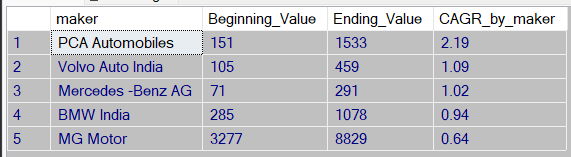 maker Beginning_Value Ending_Value CAGR_by_maker
1 PCA Automobiles 151 1533 2.19
2 Volvo Auto India 105 459 1.09
3 Mercedes -Benz AG 71 291 1.02
4 BMW India 285 1078 0.94
5 MG Motor 3277 8829 0.64